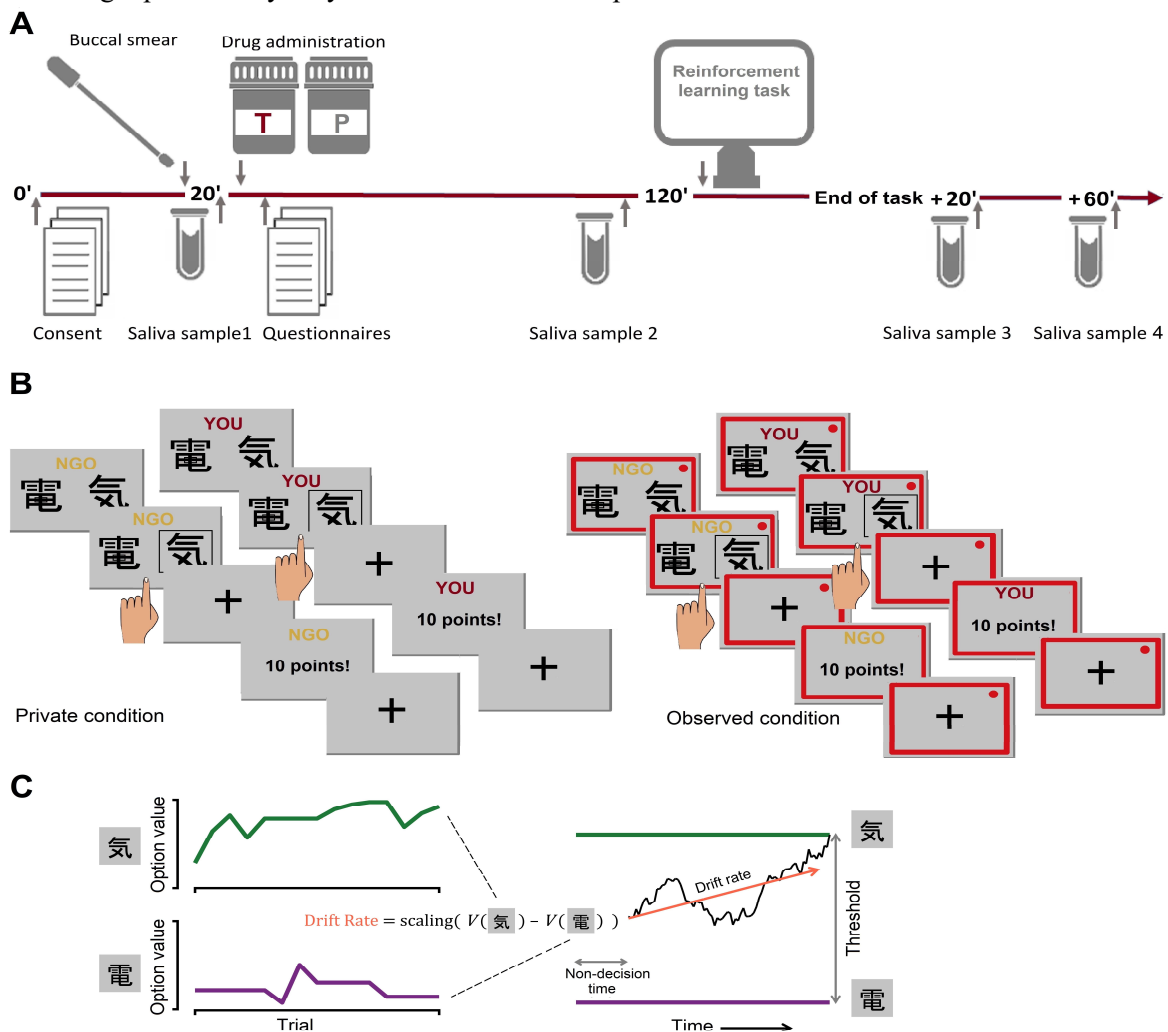 A
Buccal smear
Drug administration
T
P
Reinforcement
learning task
0'
20'
120'
End of task
+20'
+60'
Consent
Saliva sample1
Questionnaires
Saliva sample 2
Saliva sample 3
Saliva sample 4
B
YOU
電 気
NGO
電 気
YOU
電 気
NGO
電 気
+
+
YOU
10 points!
NGO
10 points!
+
+
Private condition
YOU
電 気
NGO
電 気
YOU
電 気
NGO
電 気
+
+
YOU
10 points!
NGO
10 points!
+
+
Observed condition
C
気
Option value
電
Option value
Trial
Drift Rate = scaling( V( 気 ) – V( 電 ) )
Drift rate
Non-decision
time
Threshold
気
電
Time